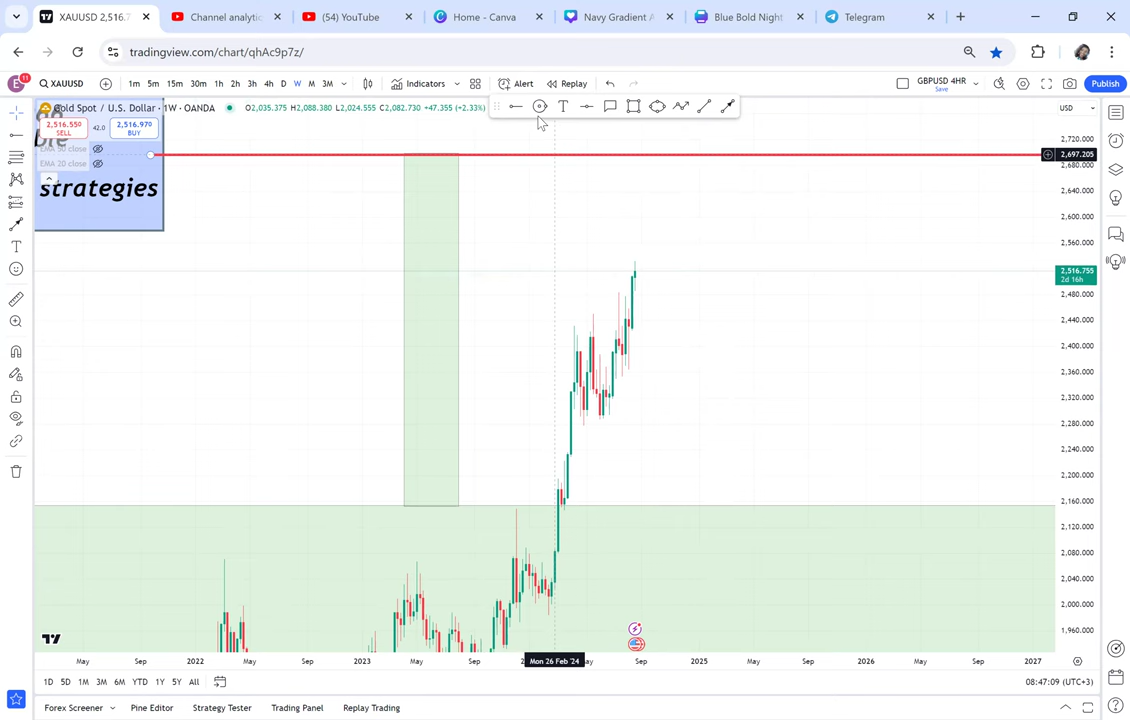 XAUUSD 2,516.7
Channel analytic
(54) YouTube
Home - Canva
Navy Gradient A
Blue Bold Night
Telegram
tradingview.com/chart/qhAc9p7z/
E 11 XAUUSD 1m 5m 15m 30m 1h 2h 3h 4h D W M 3M Indicators Alert Replay GBPUSD 4HR Save Publish
Gold Spot / U.S. Dollar · 1W · OANDA O2,035.375 H2,088.380 L2,024.555 C2,082.730 +47.355 (+2.33%) USD
2,516.550 SELL 42.0 2,516.970 BUY
EMA 50 close
EMA 20 close
strategies
2,720.000
2,697.205
2,680.000
2,640.000
2,600.000
2,560.000
2,516.755
2d 16h
2,480.000
2,440.000
2,400.000
2,360.000
2,320.000
2,280.000
2,240.000
2,200.000
2,160.000
2,120.000
2,080.000
2,040.000
2,000.000
1,960.000
May Sep 2022 May Sep 2023 May Sep Mon 26 Feb '24 Sep 2025 May Sep 2026 May Sep 2027
1D 5D 1M 3M 6M YTD 1Y 5Y All 08:47:09 (UTC+3)
Forex Screener Pine Editor Strategy Tester Trading Panel Replay Trading